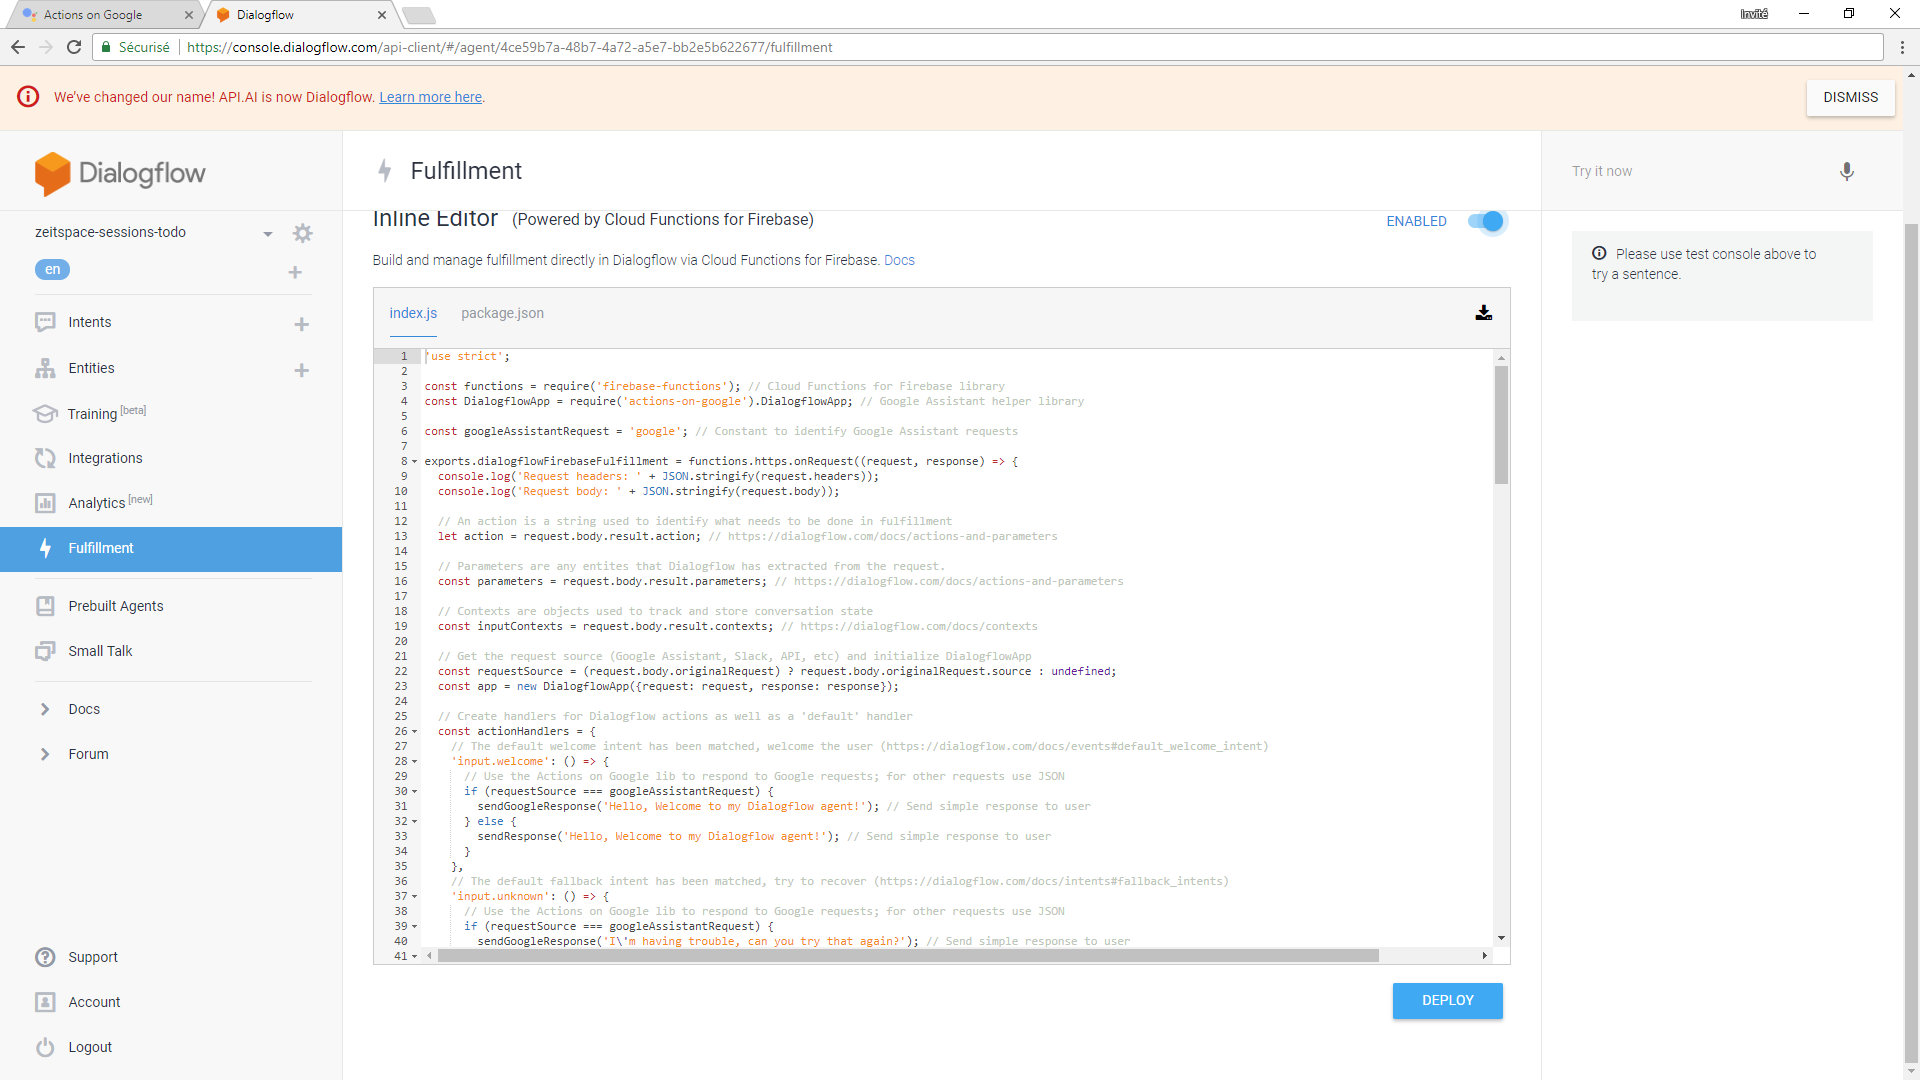 Actions on Google
Dialogflow
Invité
Sécurisé https://console.dialogflow.com/api-client/#/agent/4ce59b7a-48b7-4a72-a5e7-bb2e5b622677/fulfillment
We've changed our name! API.AI is now Dialogflow. Learn more here.
DISMISS
Dialogflow
zeitspace-sessions-todo
en
Intents
Entities
Training [beta]
Integrations
Analytics [new]
Fulfillment
Prebuilt Agents
Small Talk
Docs
Forum
Support
Account
Logout
Fulfillment
Inline Editor (Powered by Cloud Functions for Firebase)
ENABLED
Build and manage fulfillment directly in Dialogflow via Cloud Functions for Firebase. Docs
index.js package.json
1 'use strict';
2
3 const functions = require('firebase-functions'); // Cloud Functions for Firebase library
4 const DialogflowApp = require('actions-on-google').DialogflowApp; // Google Assistant helper library
5
6 const googleAssistantRequest = 'google'; // Constant to identify Google Assistant requests
7
8 exports.dialogflowFirebaseFulfillment = functions.https.onRequest((request, response) => {
9 console.log('Request headers: ' + JSON.stringify(request.headers));
10 console.log('Request body: ' + JSON.stringify(request.body));
11
12 // An action is a string used to identify what needs to be done in fulfillment
13 let action = request.body.result.action; // https://dialogflow.com/docs/actions-and-parameters
14
15 // Parameters are any entites that Dialogflow has extracted from the request.
16 const parameters = request.body.result.parameters; // https://dialogflow.com/docs/actions-and-parameters
17
18 // Contexts are objects used to track and store conversation state
19 const inputContexts = request.body.result.contexts; // https://dialogflow.com/docs/contexts
20
21 // Get the request source (Google Assistant, Slack, API, etc) and initialize DialogflowApp
22 const requestSource = (request.body.originalRequest) ? request.body.originalRequest.source : undefined;
23 const app = new DialogflowApp({request: request, response: response});
24
25 // Create handlers for Dialogflow actions as well as a 'default' handler
26 const actionHandlers = {
27 // The default welcome intent has been matched, welcome the user (https://dialogflow.com/docs/events#default_welcome_intent)
28 'input.welcome': () => {
29 // Use the Actions on Google lib to respond to Google requests; for other requests use JSON
30 if (requestSource === googleAssistantRequest) {
31 sendGoogleResponse('Hello, Welcome to my Dialogflow agent!'); // Send simple response to user
32 } else {
33 sendResponse('Hello, Welcome to my Dialogflow agent!'); // Send simple response to user
34 }
35 },
36 // The default fallback intent has been matched, try to recover (https://dialogflow.com/docs/intents#fallback_intents)
37 'input.unknown': () => {
38 // Use the Actions on Google lib to respond to Google requests; for other requests use JSON
39 if (requestSource === googleAssistantRequest) {
40 sendGoogleResponse('I\'m having trouble, can you try that again?'); // Send simple response to user
41
DEPLOY
Try it now
Please use test console above to
try a sentence.